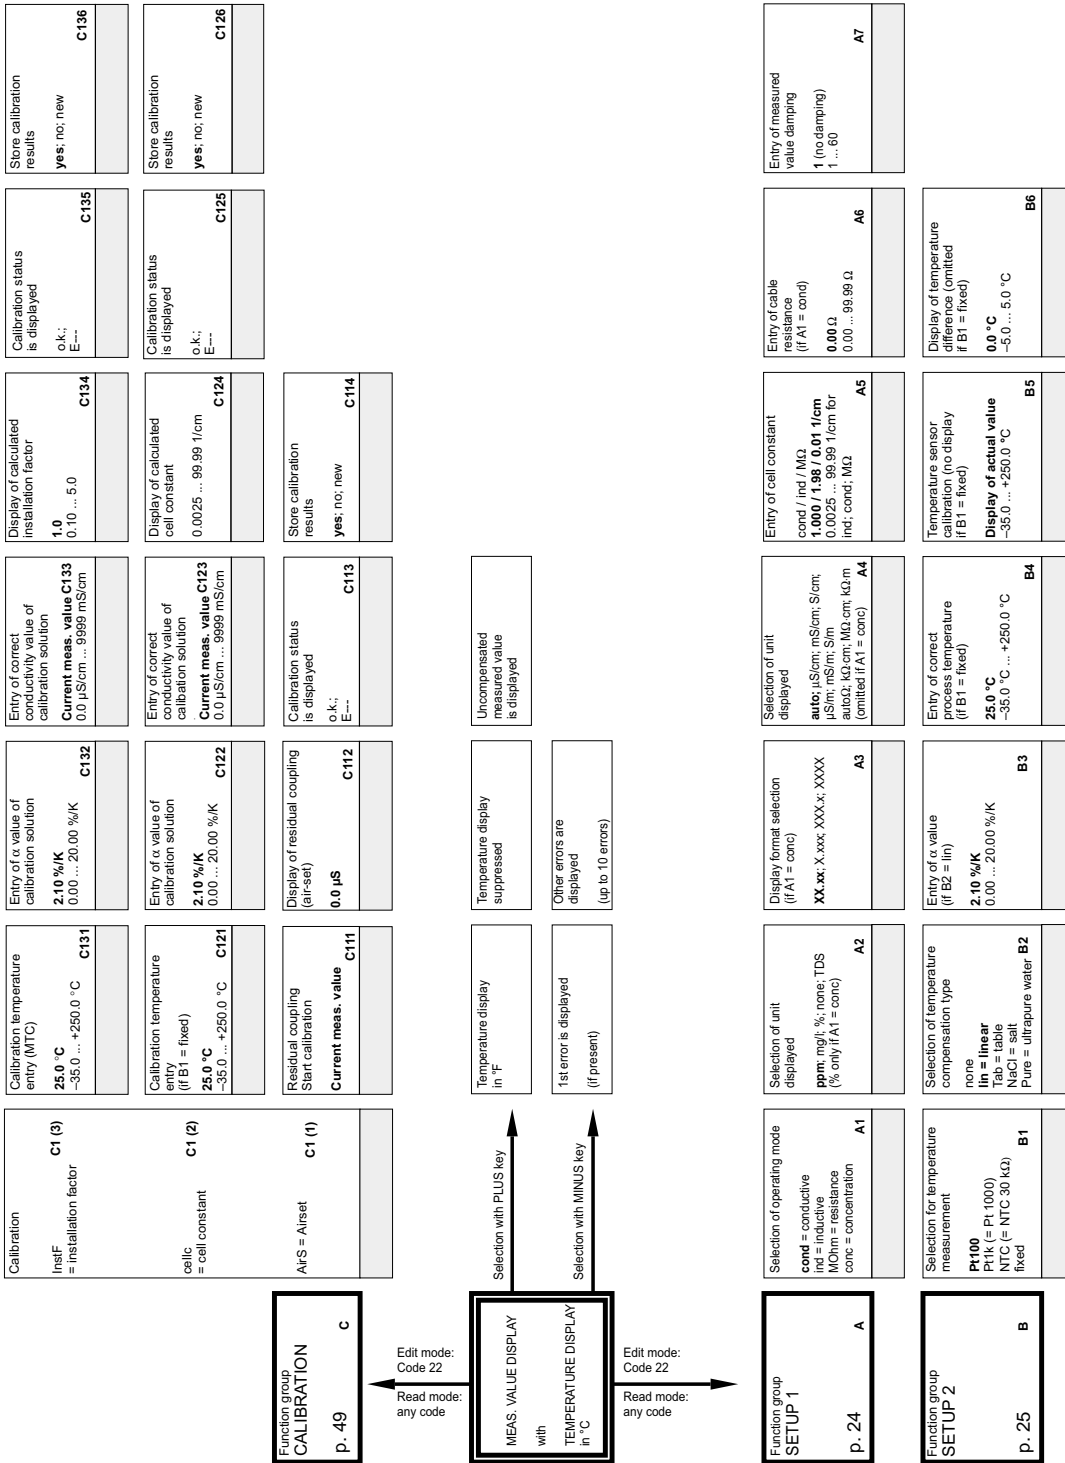 Function group
CALIBRATION
p. 49
C
Calibration
InstF
= installation factor
C1 (3)
cellc
= cell constant
C1 (2)
AirS = Airset
C1 (1)
Calibration temperature
entry (MTC)
25.0 °C
–35.0 ... +250.0 °C
C131
Entry of α value of
calibration solution
2.10 %/K
0.00 ... 20.00 %/K
C132
Entry of correct
conductivity value of
calibration solution
Current meas. value C133
0.0 µS/cm ... 9999 mS/cm
Display of calculated
installation factor
1.0
0.10 ... 5.0
C134
Calibration status
is displayed
o.k.;
E---
C135
Store calibration
results
yes; no; new
C136
Calibration temperature
entry
(if B1 = fixed)
25.0 °C
–35.0 ... +250.0 °C
C121
Entry of α value of
calibration solution
2.10 %/K
0.00 ... 20.00 %/K
C122
Entry of correct
conductivity value of
calibation solution
Current meas. value C123
0.0 µS/cm ... 9999 mS/cm
Display of calculated
cell constant
0.0025 ... 99.99 1/cm
C124
Calibration status
is displayed
o.k.;
E---
C125
Store calibration
results
yes; no; new
C126
Residual coupling
Start calibration
Current meas. value
C111
Display of residual coupling
(air-set)
0.0 µS
C112
Calibration status
is displayed
o.k.;
E---
C113
Store calibration
results
yes; no; new
C114
Edit mode:
Code 22
Read mode:
any code
MEAS. VALUE DISPLAY
with
TEMPERATURE DISPLAY
in °C
Selection with PLUS key
Temperature display
in °F
Temperature display
suppressed
Uncompensated
measured value
is displayed
Selection with MINUS key
1st error is displayed
(if present)
Other errors are
displayed
(up to 10 errors)
Edit mode:
Code 22
Read mode:
any code
Function group
SETUP 1
p. 24
A
Selection of operating mode
cond = conductive
ind = inductive
MOhm = resistance
conc = concentration
A1
Selection of unit
displayed
ppm; mg/l; %; none; TDS
(% only if A1 = conc)
A2
Display format selection
(if A1 = conc)
XX.xx; X.xxx; XXX.x; XXXX
A3
Selection of unit
displayed
auto; µS/cm; mS/cm; S/cm;
µS/m; mS/m; S/m
autoΩ; kΩ·cm; MΩ·cm; kΩ·m
(omitted if A1 = conc)
A4
Entry of cell constant
cond / ind / MΩ
1.000 / 1.98 / 0.01 1/cm
0.0025 ... 99.99 1/cm for
ind; cond; MΩ
A5
Entry of cable
resistance
(if A1 = cond)
0.00 Ω
0.00 ... 99.99 Ω
A6
Entry of measured
value damping
1 (no damping)
1 ... 60
A7
Function group
SETUP 2
p. 25
B
Selection for temperature
measurement
Pt100
Pt1k (= Pt 1000)
NTC (= NTC 30 kΩ)
fixed
B1
Selection of temperature
compensation type
none
lin = linear
Tab = table
NaCl = salt
Pure = ultrapure water B2
Entry of α value
(if B2 = lin)
2.10 %/K
0.00 ... 20.00 %/K
B3
Entry of correct
process temperature
(if B1 = fixed)
25.0 °C
–35.0 °C ... +250.0 °C
B4
Temperature sensor
calibration (no display
if B1 = fixed)
Display of actual value
–35.0 ... +250.0 °C
B5
Display of temperature
difference (omitted
if B1 = fixed)
0.0 °C
–5.0 ... 5.0 °C
B6